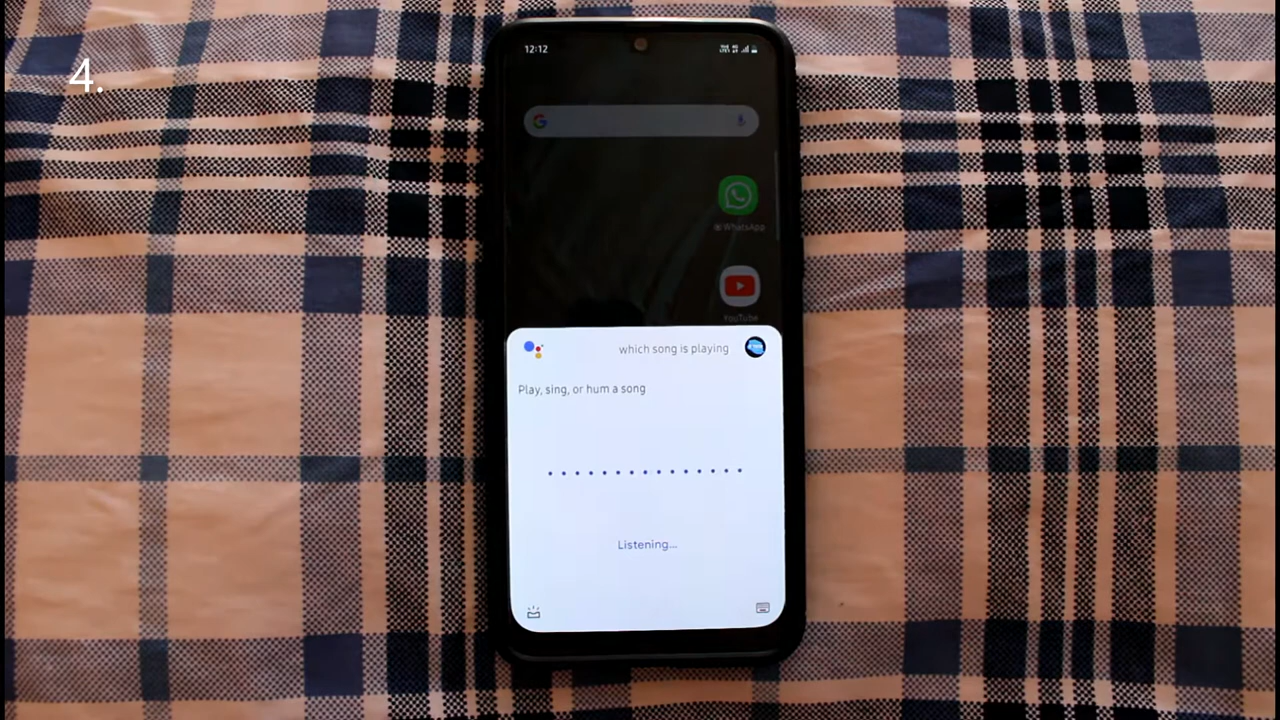 4.
12:12
WhatsApp
YouTube
which song is playing
Play, sing, or hum a song
Listening...